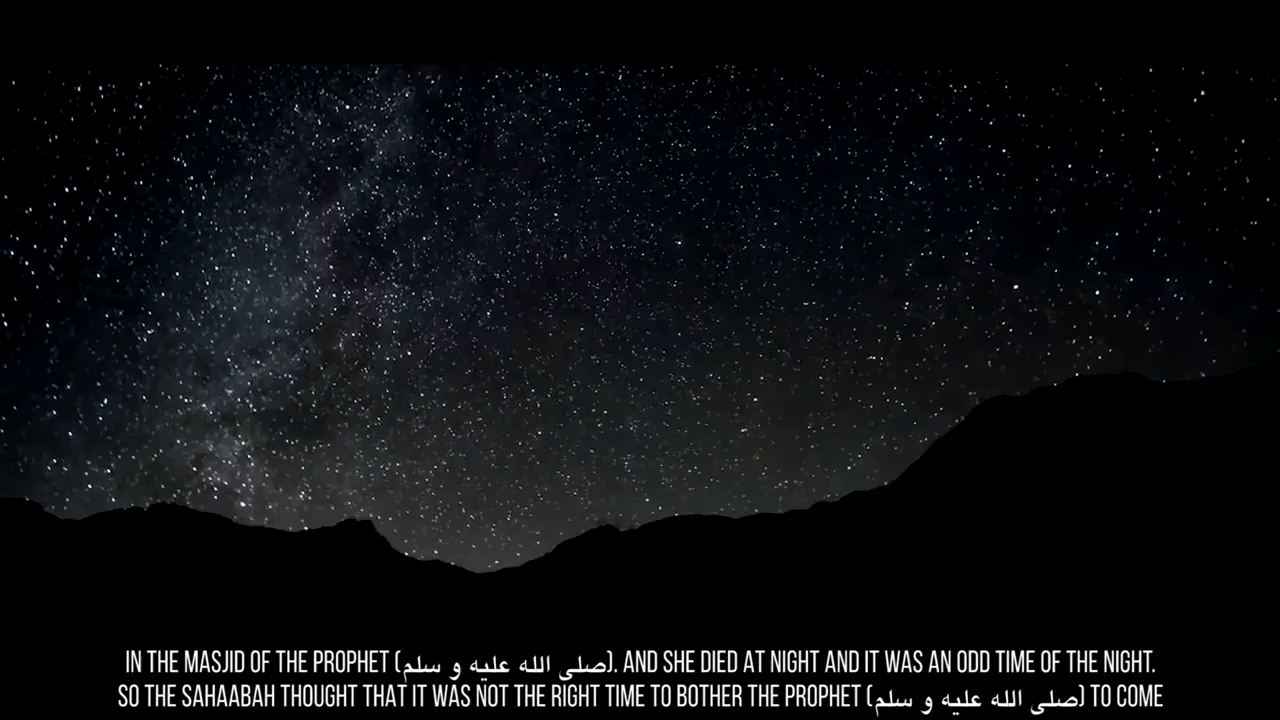 IN THE MASJID OF THE PROPHET (صلى الله عليه و سلم). AND SHE DIED AT NIGHT AND IT WAS AN ODD TIME OF THE NIGHT.
SO THE SAHAABAH THOUGHT THAT IT WAS NOT THE RIGHT TIME TO BOTHER THE PROPHET (صلى الله عليه و سلم) TO COME